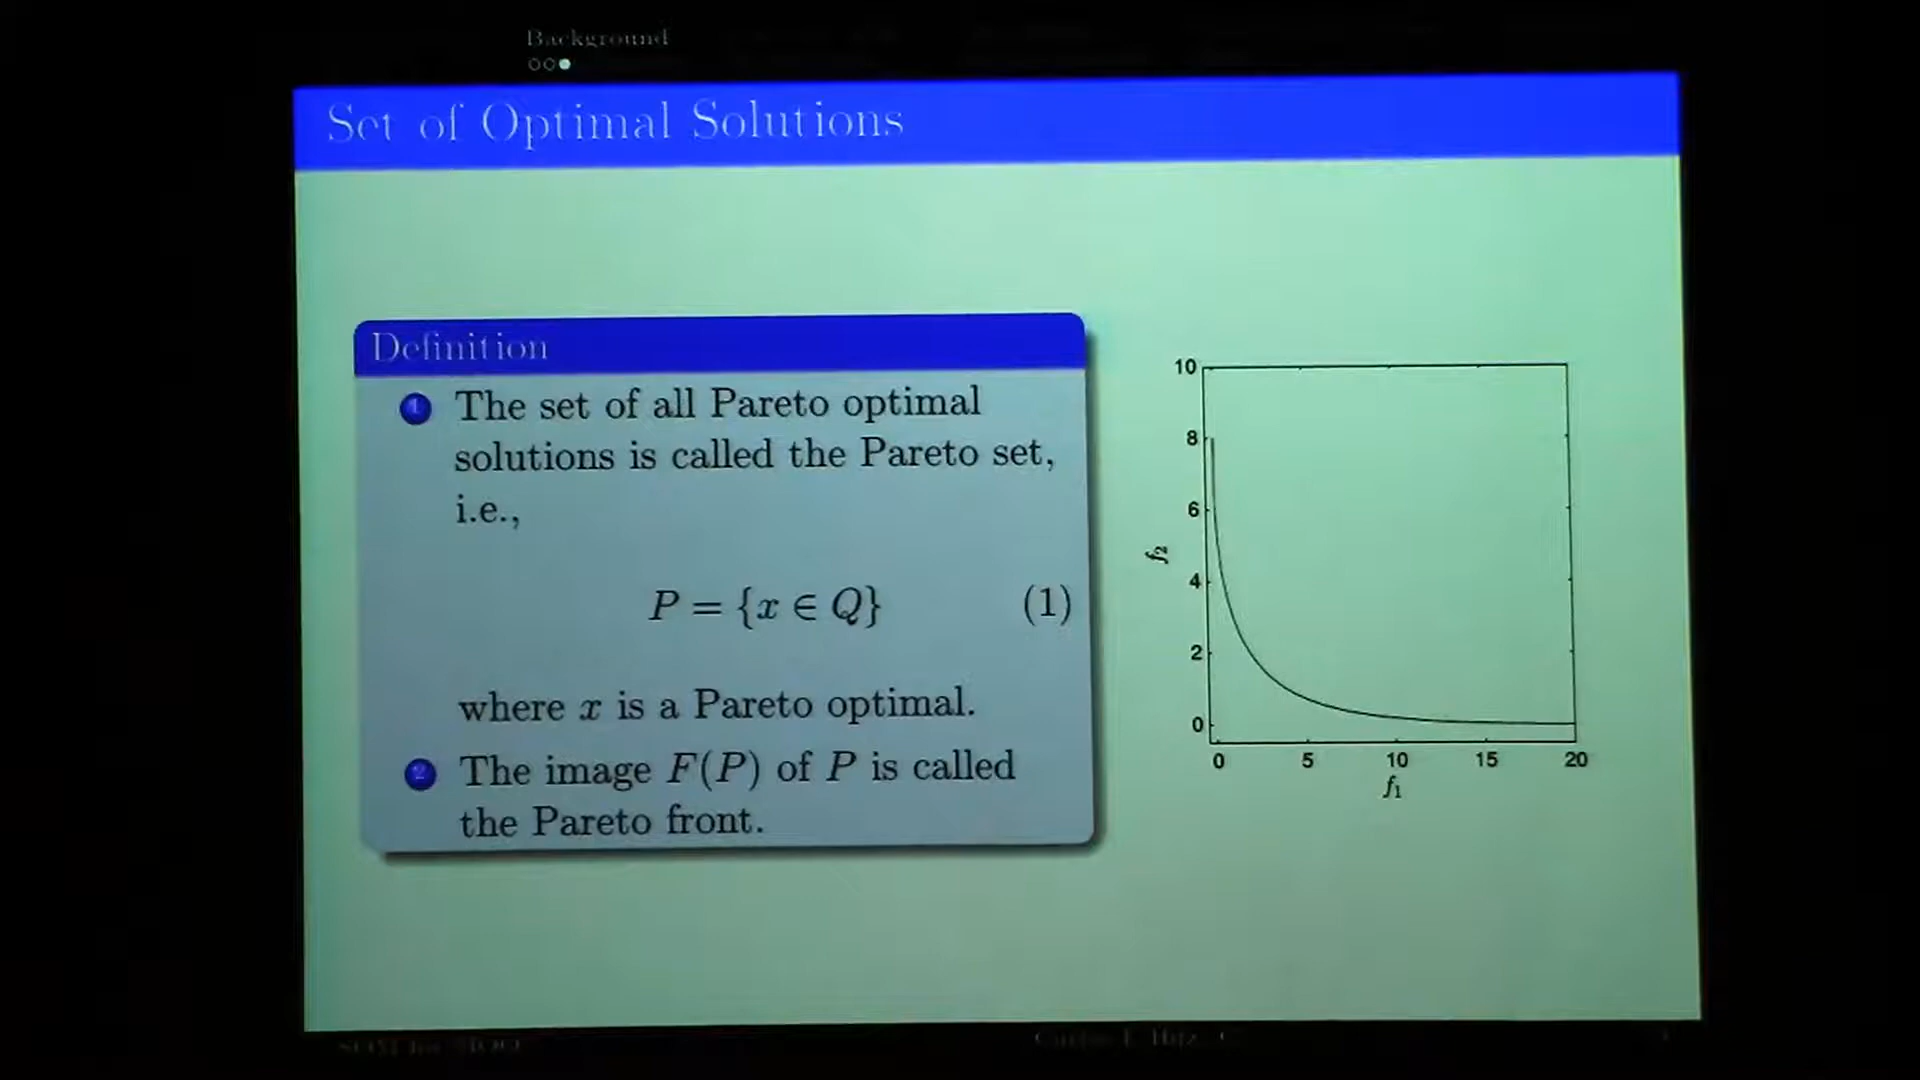 Background
Set of Optimal Solutions
Definition
1 The set of all Pareto optimal
solutions is called the Pareto set,
i.e.,
P = {x ∈ Q} (1)
where x is a Pareto optimal.
2 The image F(P) of P is called
the Pareto front.
10
8
6
4
2
0
f₂
0 5 10 15 20
f₁